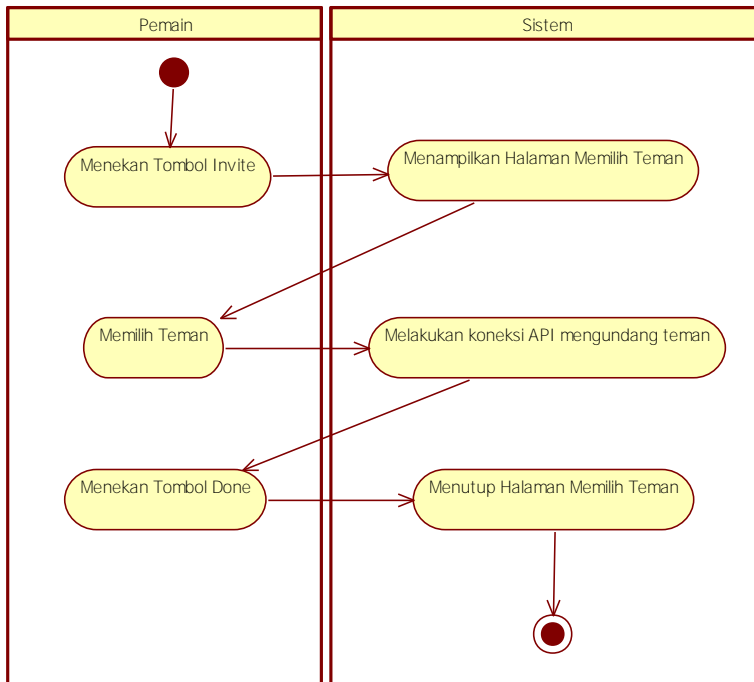 Pemain
Sistem
Menekan Tombol Invite
Menampilkan Halaman Memilih Teman
Memilih Teman
Melakukan koneksi API mengundang teman
Menekan Tombol Done
Menutup Halaman Memilih Teman